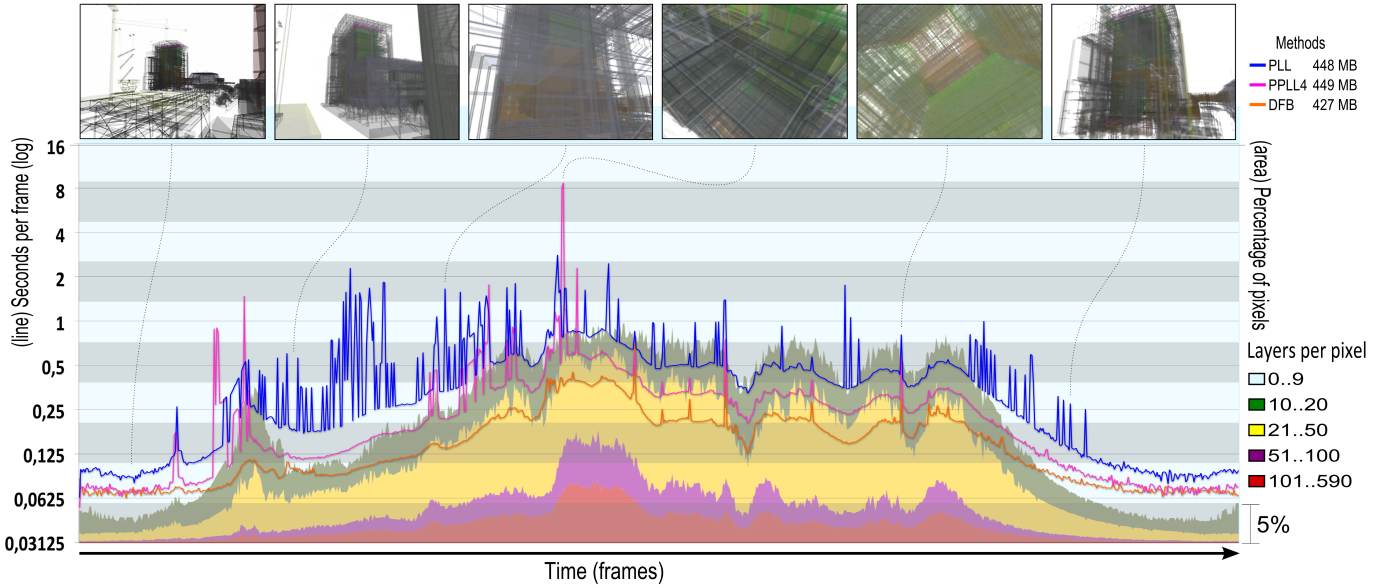 Methods
PLL 448 MB
PPLL4 449 MB
DFB 427 MB
(line) Seconds per frame (log)
16
8
4
2
1
0,5
0,25
0,125
0,0625
0,03125
(area) Percentage of pixels
Layers per pixel
0..9
10..20
21..50
51..100
101..590
5%
Time (frames)